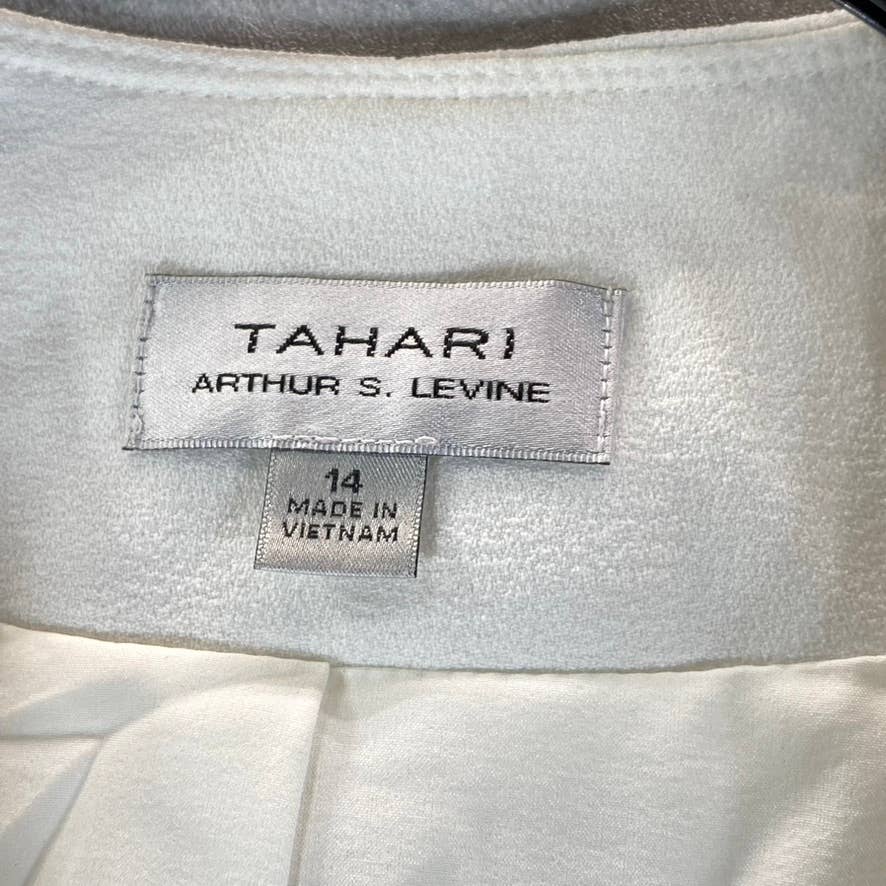 TAHARI
ARTHUR S. LEVINE
14
MADE IN
VIETNAM